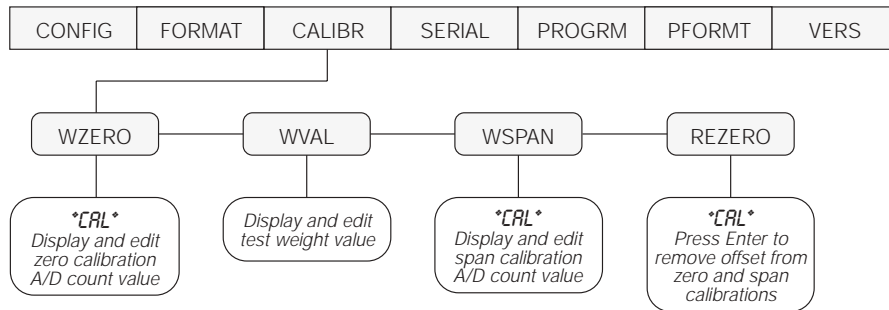 CONFIG FORMAT CALIBR SERIAL PROGRM PFORMT VERS
WZERO WVAL WSPAN REZERO
*CAL*
Display and edit
zero calibration
A/D count value
Display and edit
test weight value
*CAL*
Display and edit
span calibration
A/D count value
*CAL*
Press Enter to
remove offset from
zero and span
calibrations